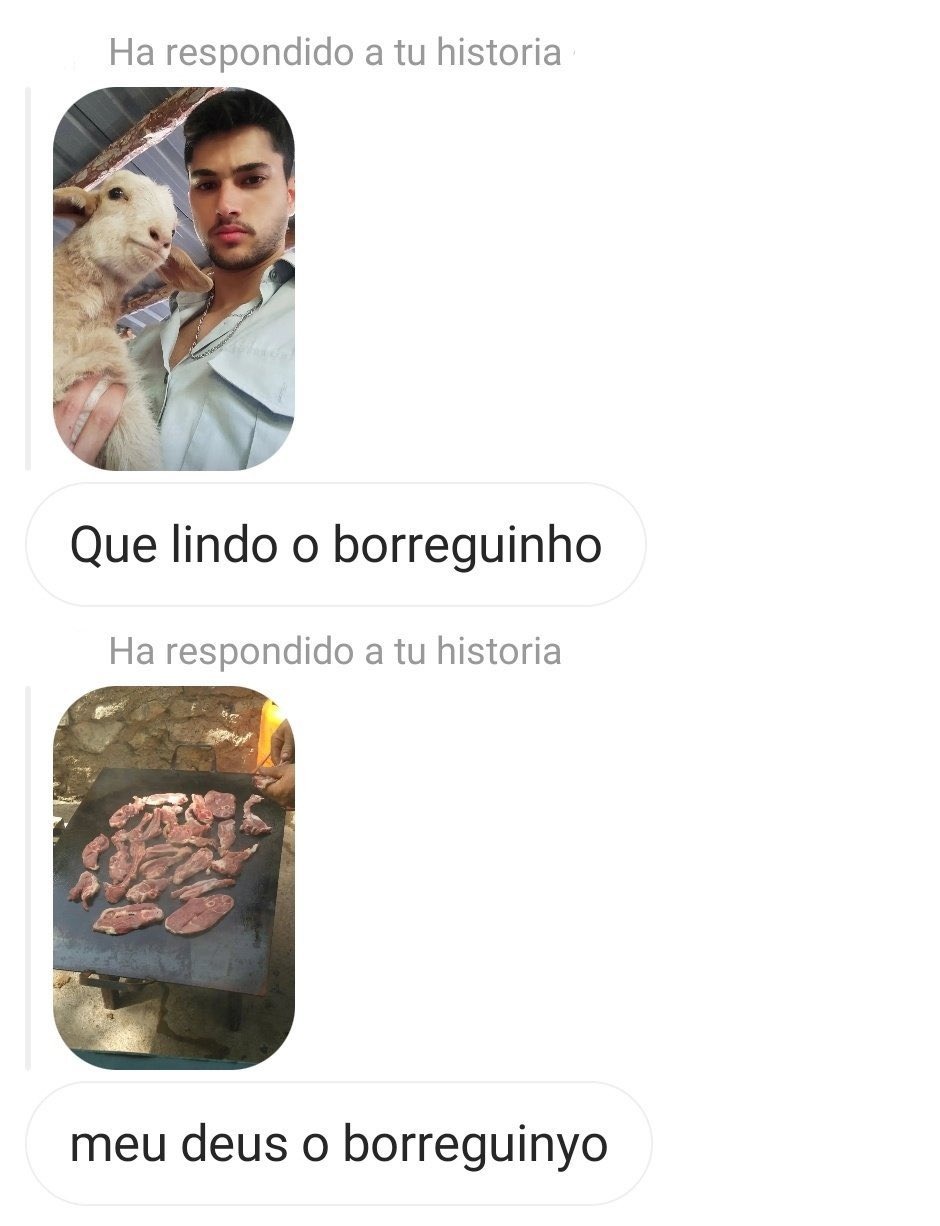 Ha respondido a tu historia
Que lindo o borreguinho
Ha respondido a tu historia
meu deus o borreguinyo